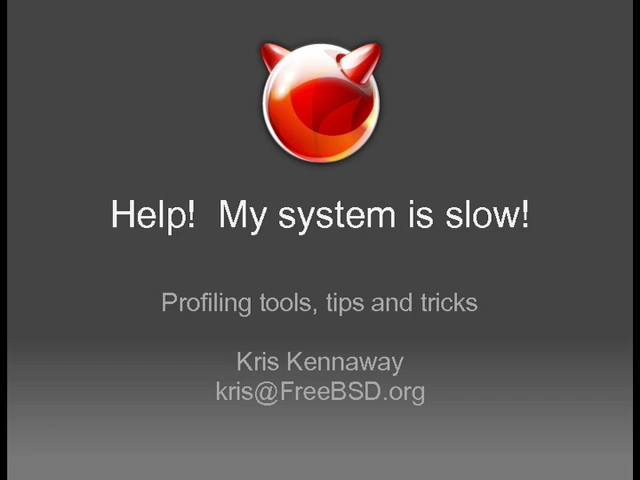 Help!  My system is slow!
Profiling tools, tips and tricks
Kris Kennaway
kris@FreeBSD.org